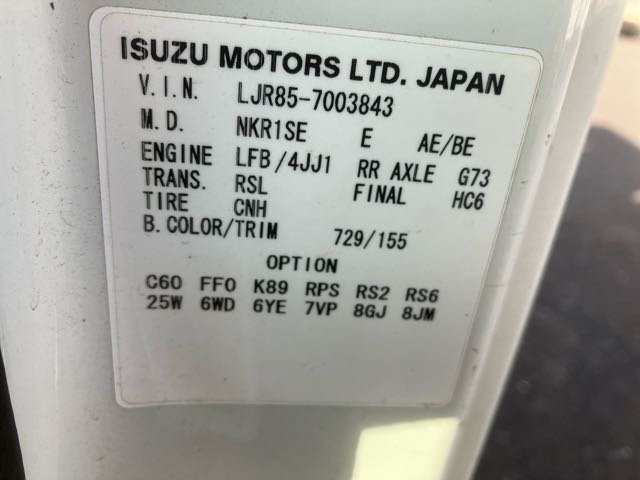 ISUZU MOTORS LTD. JAPAN
V.I.N. LJR85-7003843
M.D. NKR1SE E AE/BE
ENGINE LFB/4JJ1 RR AXLE G73
TRANS. RSL FINAL HC6
TIRE CNH
B.COLOR/TRIM 729/155
OPTION
C60 FF0 K89 RPS RS2 RS6
25W 6WD 6YE 7VP 8GJ 8JM